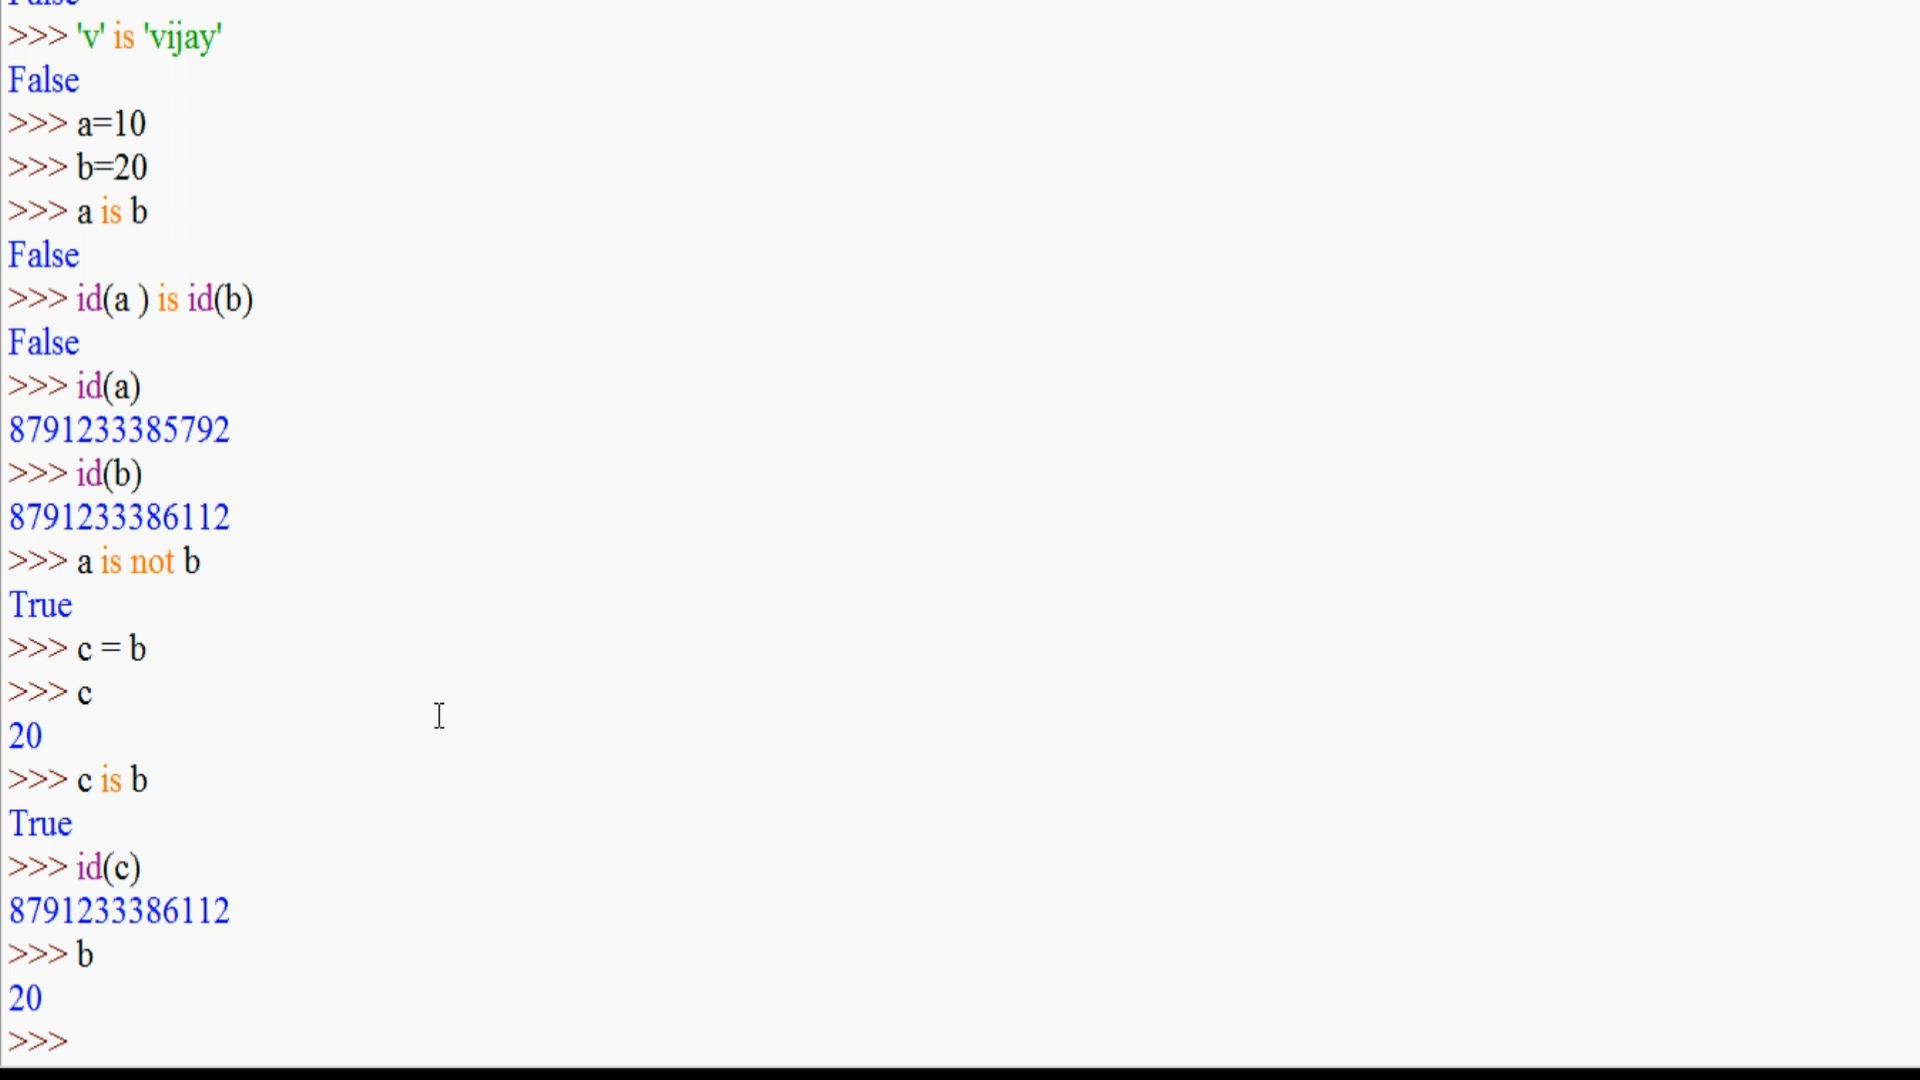 False
>>> 'v' is 'vijay'
False
>>> a=10
>>> b=20
>>> a is b
False
>>> id(a ) is id(b)
False
>>> id(a)
8791233385792
>>> id(b)
8791233386112
>>> a is not b
True
>>> c = b
>>> c
20
>>> c is b
True
>>> id(c)
8791233386112
>>> b
20
>>>